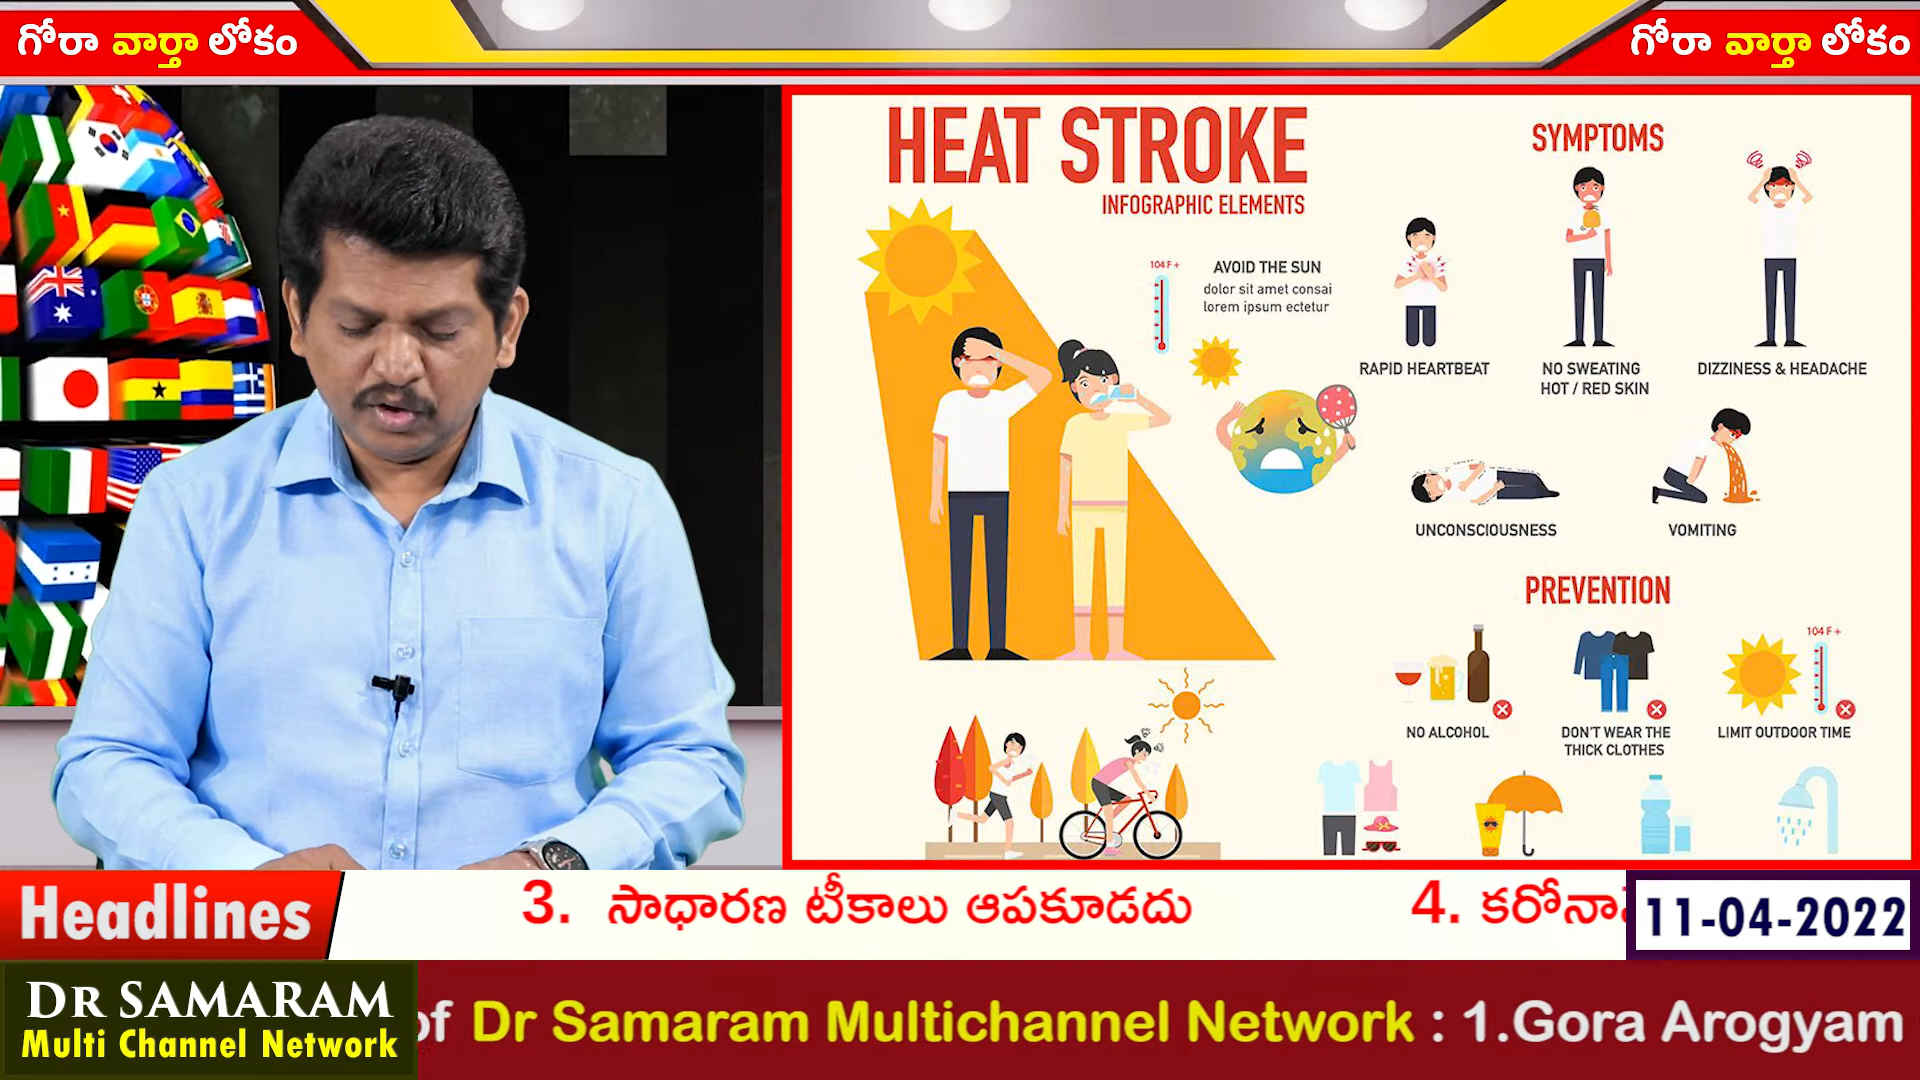 గోరా వార్తా లోకం
గోరా వార్తా లోకం
HEAT STROKE
INFOGRAPHIC ELEMENTS
104 F +
AVOID THE SUN
dolor sit amet consai
lorem ipsum ectetur
SYMPTOMS
RAPID HEARTBEAT
NO SWEATING
HOT / RED SKIN
DIZZINESS & HEADACHE
UNCONSCIOUSNESS
VOMITING
PREVENTION
104 F +
NO ALCOHOL
DON'T WEAR THE
THICK CLOTHES
LIMIT OUTDOOR TIME
Headlines
3. సాధారణ టీకాలు ఆపకూడదు
4.
11-04-2022
DR SAMARAM
Multi Channel Network
of Dr Samaram Multichannel Network : 1.Gora Arogyam